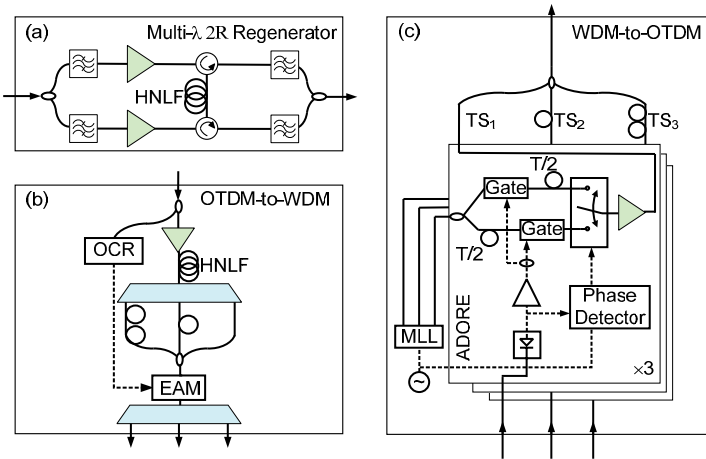 (a) Multi-λ 2R Regenerator
HNLF
(b) OTDM-to-WDM
OCR
HNLF
EAM
(c) WDM-to-OTDM
TS1 TS2 TS3
T/2
Gate
Gate
T/2
Phase
Detector
MLL
ADORE
~
×3